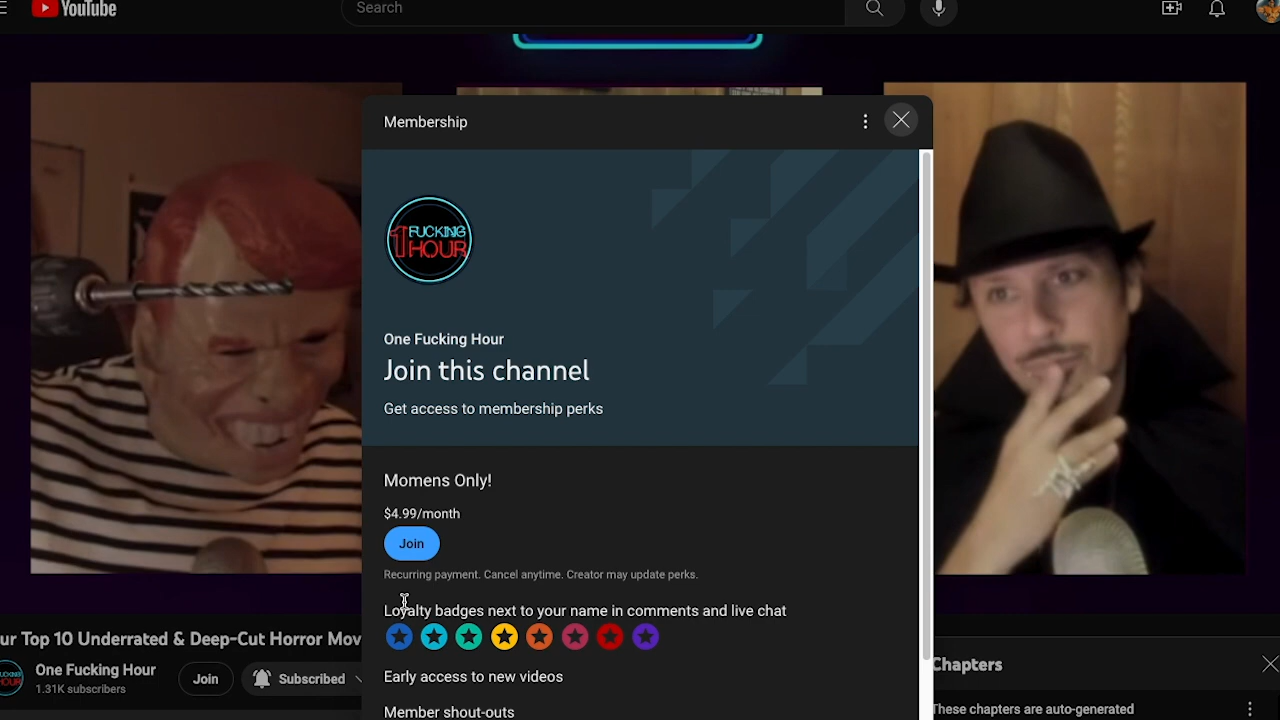 YouTube
Search
Membership
1 FUCKING
HOUR
One Fucking Hour
Join this channel
Get access to membership perks
Momens Only!
$4.99/month
Join
Recurring payment. Cancel anytime. Creator may update perks.
Loyalty badges next to your name in comments and live chat
Early access to new videos
Member shout-outs
ur Top 10 Underrated & Deep-Cut Horror Mov
One Fucking Hour
1.31K subscribers
Join
Subscribed
Chapters
These chapters are auto-generated